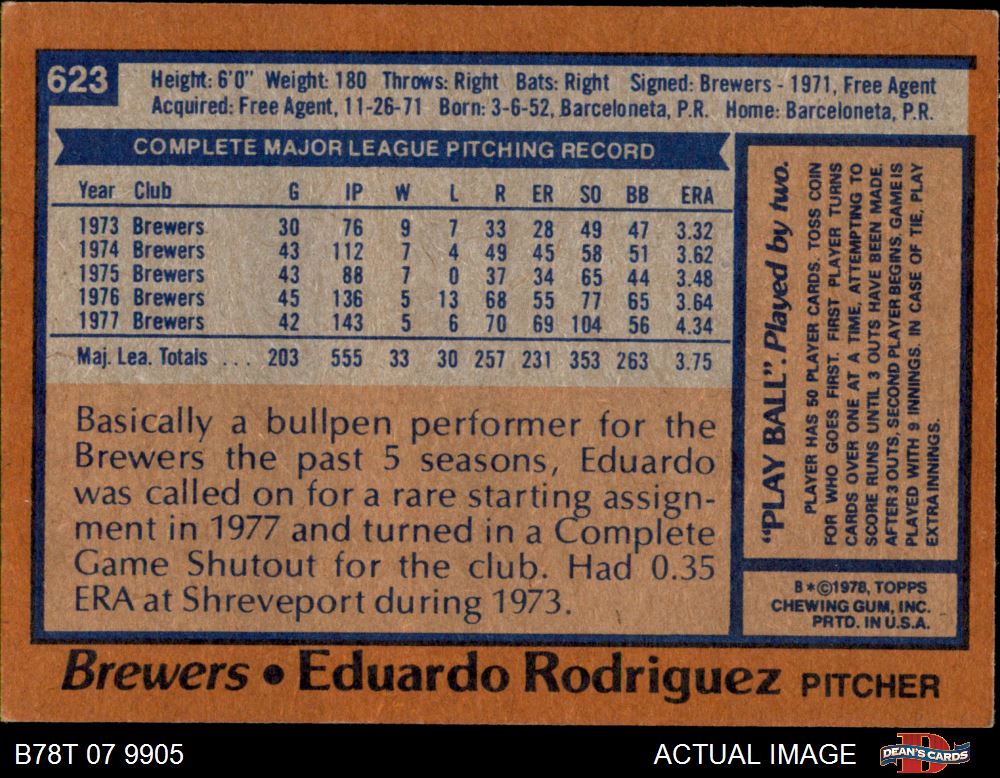 623
Height: 6'0" Weight: 180 Throws: Right Bats: Right Signed: Brewers - 1971, Free Agent
Acquired: Free Agent, 11-26-71 Born: 3-6-52, Barceloneta, P.R. Home: Barceloneta, P.R.
COMPLETE MAJOR LEAGUE PITCHING RECORD
Year Club G IP W L R ER SO BB ERA
1973 Brewers 30 76 9 7 33 28 49 47 3.32
1974 Brewers 43 112 7 4 49 45 58 51 3.62
1975 Brewers 43 88 7 0 37 34 65 44 3.48
1976 Brewers 45 136 5 13 68 55 77 65 3.64
1977 Brewers 42 143 5 6 70 69 104 56 4.34
Maj. Lea. Totals .... 203 555 33 30 257 231 353 263 3.75
Basically a bullpen performer for the
Brewers the past 5 seasons, Eduardo
was called on for a rare starting assign-
ment in 1977 and turned in a Complete
Game Shutout for the club. Had 0.35
ERA at Shreveport during 1973.
"PLAY BALL". Played by two.
PLAYER HAS 50 PLAYER CARDS. TOSS COIN
FOR WHO GOES FIRST. FIRST PLAYER TURNS
CARDS OVER ONE AT A TIME, ATTEMPTING TO
SCORE RUNS UNTIL 3 OUTS HAVE BEEN MADE.
AFTER 3 OUTS, SECOND PLAYER BEGINS. GAME IS
PLAYED WITH 9 INNINGS. IN CASE OF TIE, PLAY
EXTRA INNINGS.
B*©1978, TOPPS
CHEWING GUM, INC.
PRTD. IN U.S.A.
Brewers • Eduardo Rodriguez PITCHER
B78T 07 9905
ACTUAL IMAGE
DEAN'S CARDS